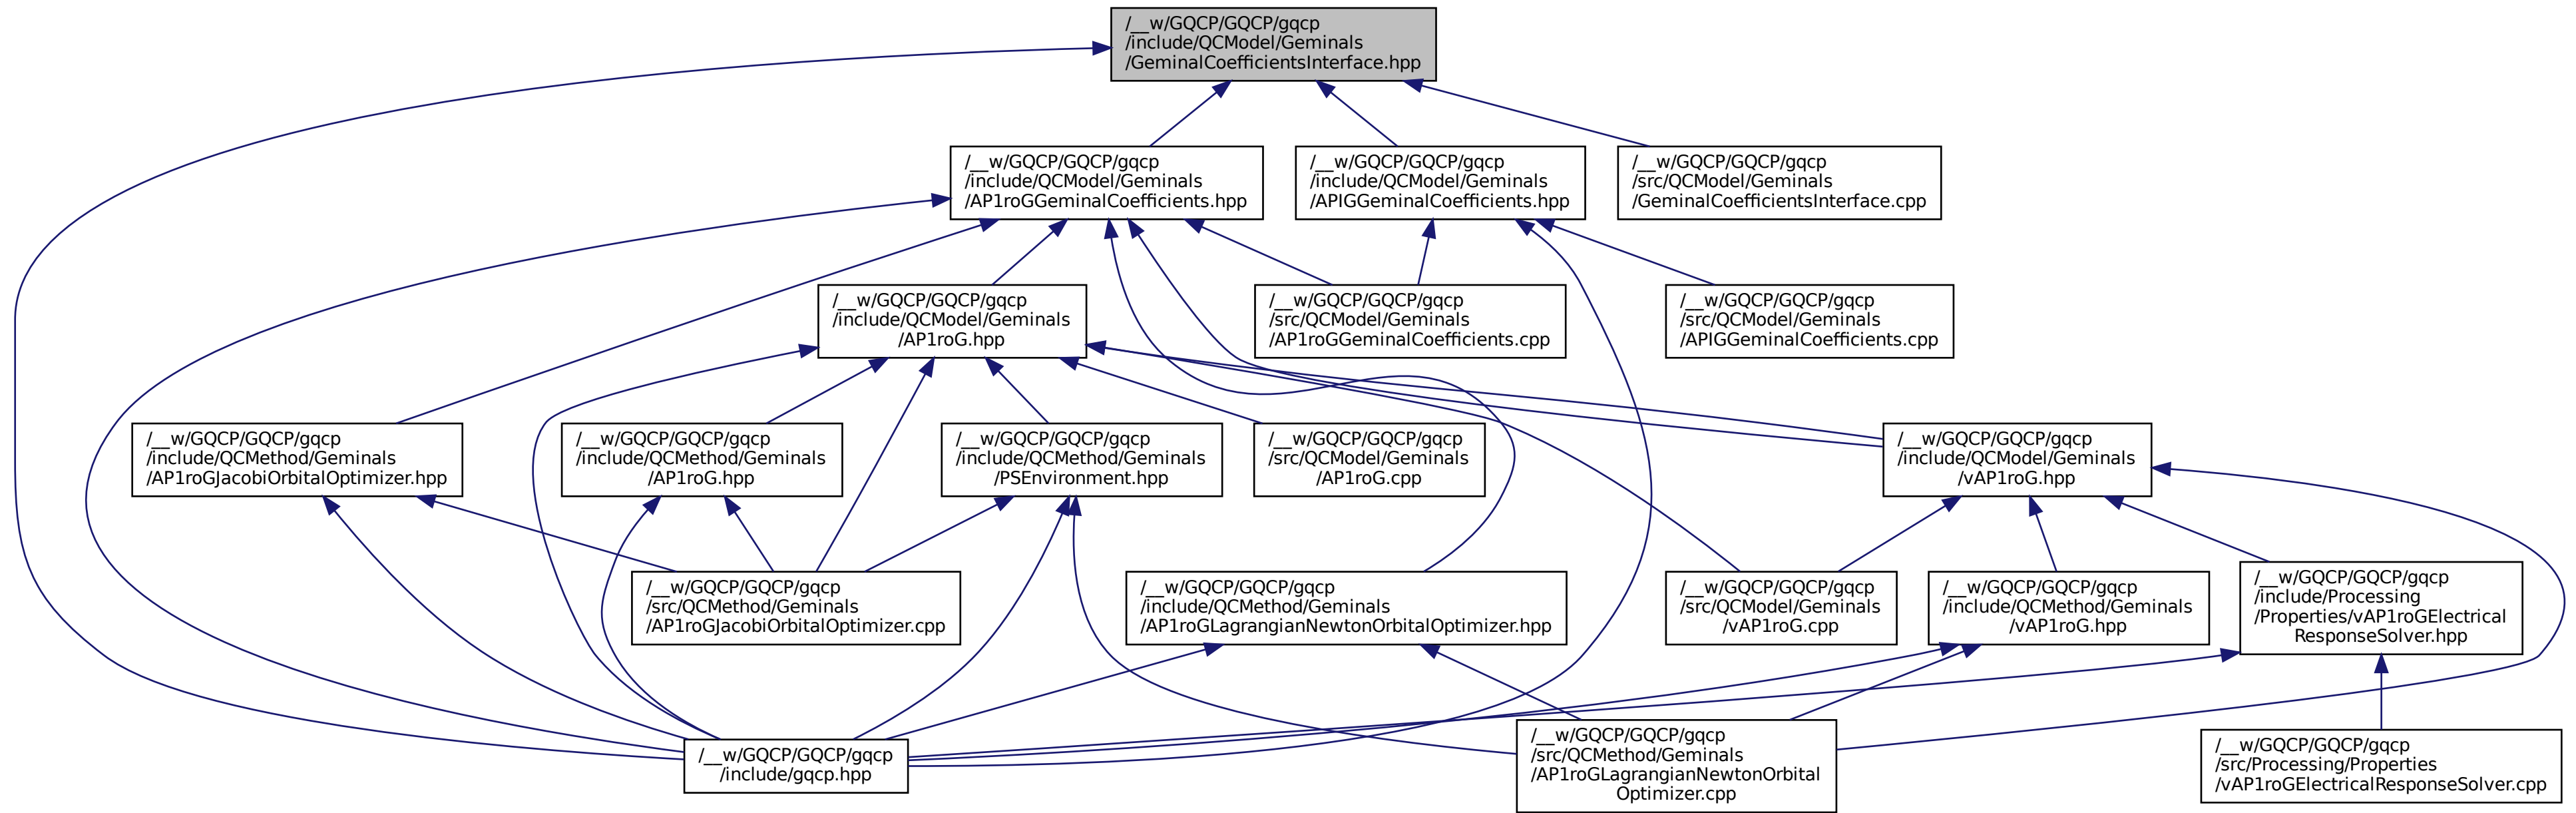 /__w/GQCP/GQCP/gqcp
/include/QCModel/Geminals
/GeminalCoefficientsInterface.hpp
/__w/GQCP/GQCP/gqcp
/include/QCModel/Geminals
/AP1roGGeminalCoefficients.hpp
/__w/GQCP/GQCP/gqcp
/include/QCModel/Geminals
/APIGGeminalCoefficients.hpp
/__w/GQCP/GQCP/gqcp
/src/QCModel/Geminals
/GeminalCoefficientsInterface.cpp
/__w/GQCP/GQCP/gqcp
/include/QCModel/Geminals
/AP1roG.hpp
/__w/GQCP/GQCP/gqcp
/src/QCModel/Geminals
/AP1roGGeminalCoefficients.cpp
/__w/GQCP/GQCP/gqcp
/src/QCModel/Geminals
/APIGGeminalCoefficients.cpp
/__w/GQCP/GQCP/gqcp
/include/QCMethod/Geminals
/AP1roGJacobiOrbitalOptimizer.hpp
/__w/GQCP/GQCP/gqcp
/include/QCMethod/Geminals
/AP1roG.hpp
/__w/GQCP/GQCP/gqcp
/include/QCMethod/Geminals
/PSEnvironment.hpp
/__w/GQCP/GQCP/gqcp
/src/QCModel/Geminals
/AP1roG.cpp
/__w/GQCP/GQCP/gqcp
/include/QCModel/Geminals
/vAP1roG.hpp
/__w/GQCP/GQCP/gqcp
/src/QCMethod/Geminals
/AP1roGJacobiOrbitalOptimizer.cpp
/__w/GQCP/GQCP/gqcp
/include/QCMethod/Geminals
/AP1roGLagrangianNewtonOrbitalOptimizer.hpp
/__w/GQCP/GQCP/gqcp
/src/QCModel/Geminals
/vAP1roG.cpp
/__w/GQCP/GQCP/gqcp
/include/QCMethod/Geminals
/vAP1roG.hpp
/__w/GQCP/GQCP/gqcp
/include/Processing
/Properties/vAP1roGElectrical
ResponseSolver.hpp
/__w/GQCP/GQCP/gqcp
/include/gqcp.hpp
/__w/GQCP/GQCP/gqcp
/src/QCMethod/Geminals
/AP1roGLagrangianNewtonOrbital
Optimizer.cpp
/__w/GQCP/GQCP/gqcp
/src/Processing/Properties
/vAP1roGElectricalResponseSolver.cpp